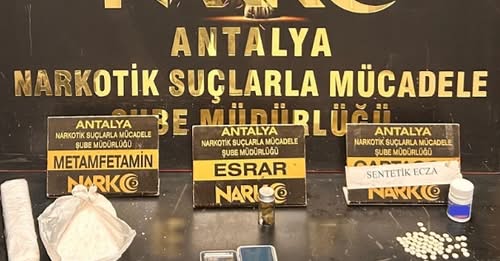 ANTALYA
NARKOTİK SUÇLARLA MÜCADELE
ŞUBE MÜDÜRLÜĞÜ
ANTALYA
NARKOTİK SUÇLARLA MÜCADELE
ŞUBE MÜDÜRLÜĞÜ
METAMFETAMİN
NARKO
ANTALYA
NARKOTİK SUÇLARLA MÜCADELE
ŞUBE MÜDÜRLÜĞÜ
ESRAR
NARKO
ANTALYA
NARKOTİK SUÇLARLA MÜCADELE
ŞUBE MÜDÜRLÜĞÜ
SENTETİK ECZA
NARKO